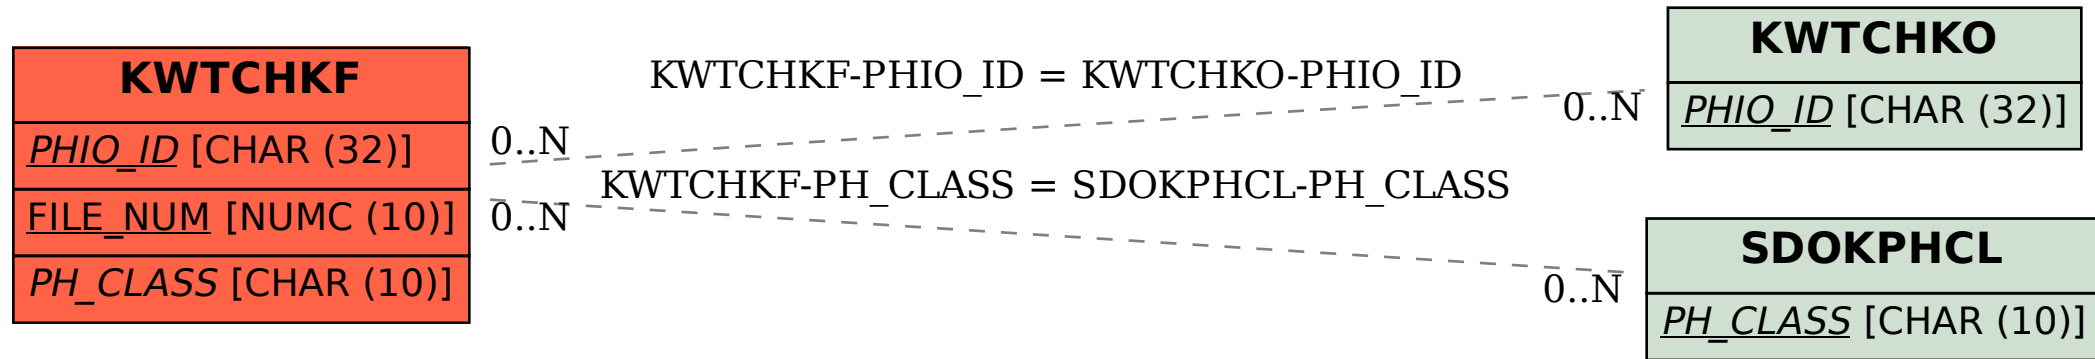 KWTCHKF
PHIO_ID [CHAR (32)]
FILE_NUM [NUMC (10)]
PH_CLASS [CHAR (10)]
KWTCHKF-PHIO_ID = KWTCHKO-PHIO_ID
0..N
0..N
KWTCHKF-PH_CLASS = SDOKPHCL-PH_CLASS
0..N
0..N
KWTCHKO
PHIO_ID [CHAR (32)]
SDOKPHCL
PH_CLASS [CHAR (10)]